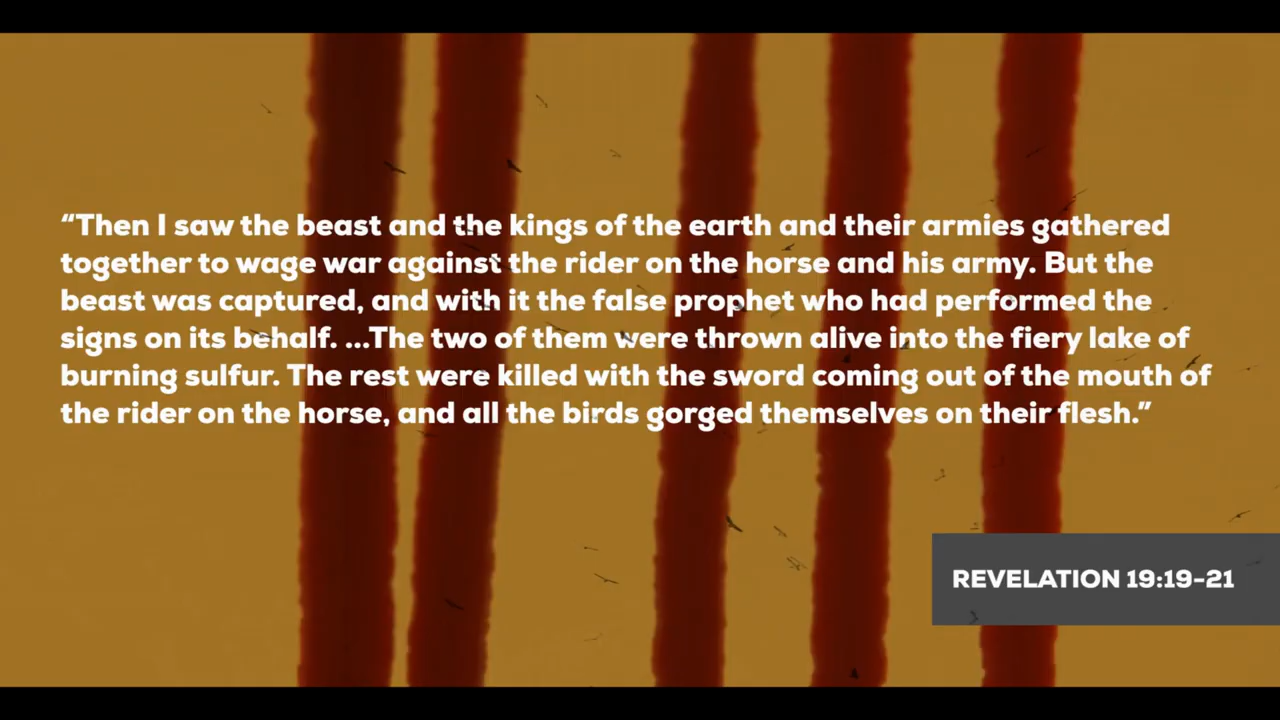 “Then I saw the beast and the kings of the earth and their armies gathered
together to wage war against the rider on the horse and his army. But the
beast was captured, and with it the false prophet who had performed the
signs on its behalf. ...The two of them were thrown alive into the fiery lake of
burning sulfur. The rest were killed with the sword coming out of the mouth of
the rider on the horse, and all the birds gorged themselves on their flesh.”
REVELATION 19:19-21